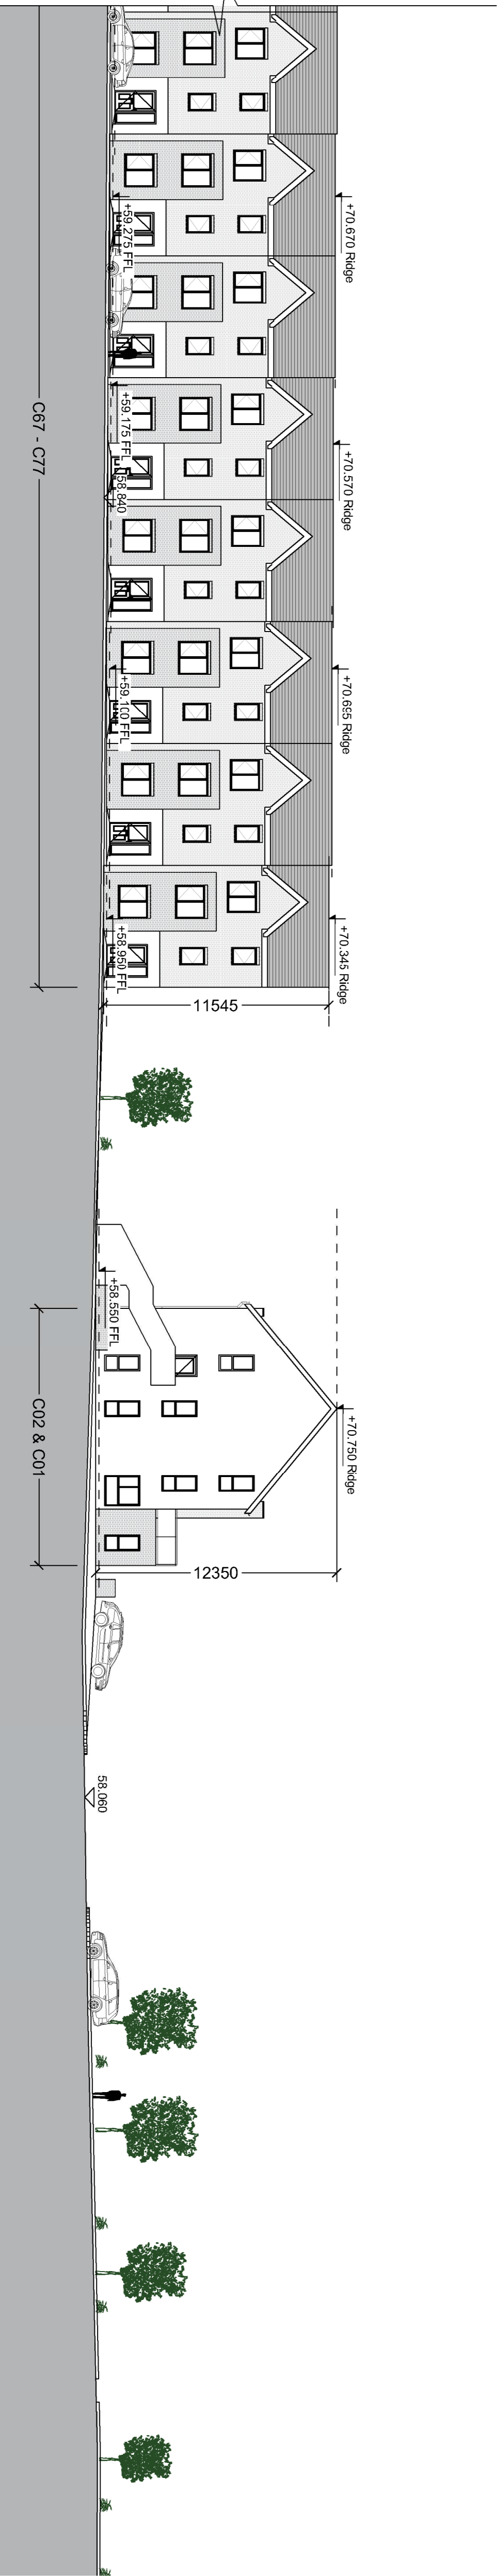 +70.670 Ridge
+70.570 Ridge
+70.695 Ridge
+70.345 Ridge
+59.275 FFL
+59.175 FFL
58.840
+59.100 FFL
+58.950 FFL
11545
C67 - C77
+70.750 Ridge
+58.550 FFL
12350
C02 & C01
58.060